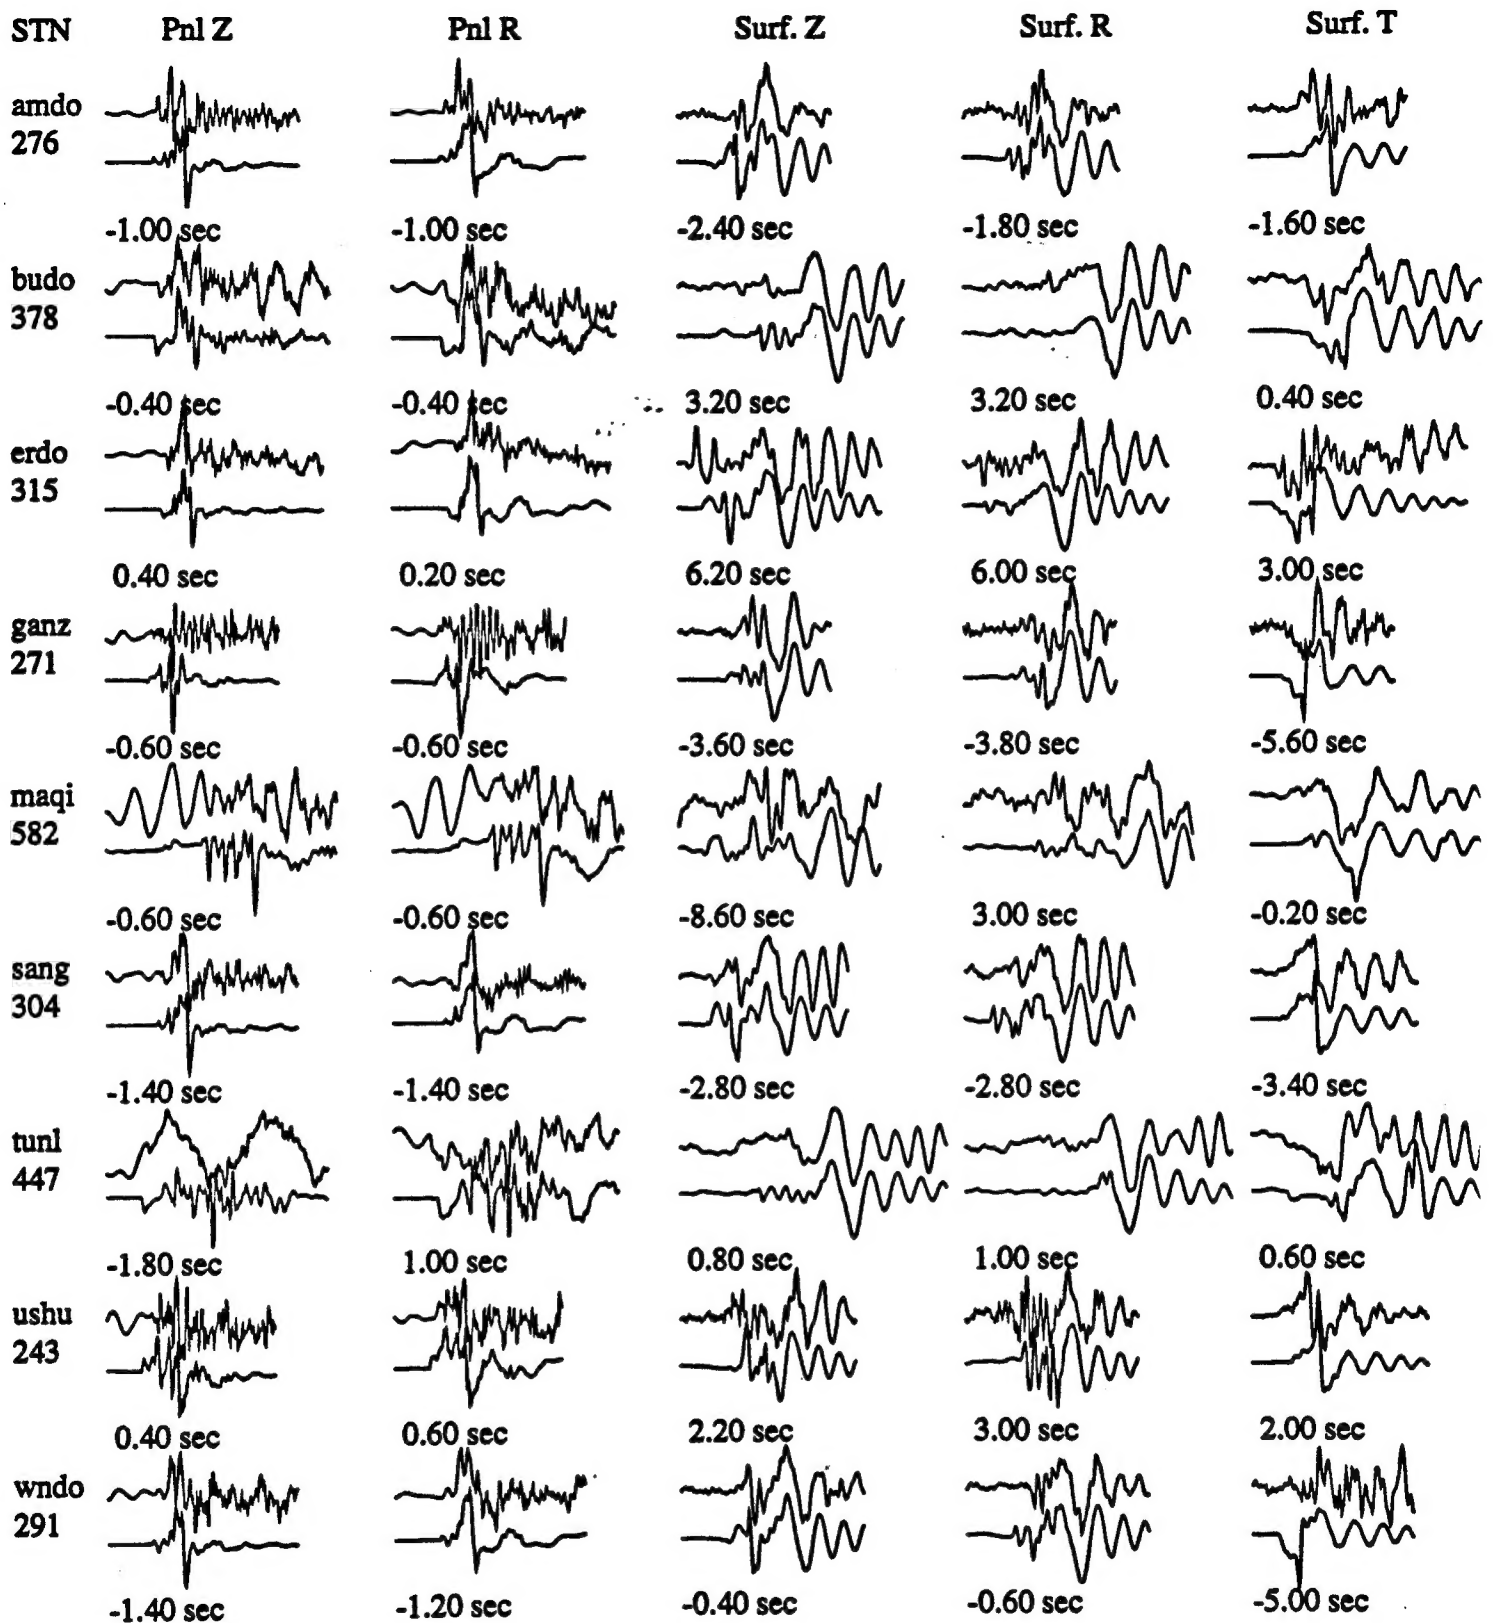 STN Pnl Z Pnl R Surf. Z Surf. R Surf. T
amdo
276
-1.00 sec -1.00 sec -2.40 sec -1.80 sec -1.60 sec
budo
378
-0.40 sec -0.40 sec 3.20 sec 3.20 sec 0.40 sec
erdo
315
0.40 sec 0.20 sec 6.20 sec 6.00 sec 3.00 sec
ganz
271
-0.60 sec -0.60 sec -3.60 sec -3.80 sec -5.60 sec
maqi
582
-0.60 sec -0.60 sec -8.60 sec 3.00 sec -0.20 sec
sang
304
-1.40 sec -1.40 sec -2.80 sec -2.80 sec -3.40 sec
tunl
447
-1.80 sec 1.00 sec 0.80 sec 1.00 sec 0.60 sec
ushu
243
0.40 sec 0.60 sec 2.20 sec 3.00 sec 2.00 sec
wndo
291
-1.40 sec -1.20 sec -0.40 sec -0.60 sec -5.00 sec